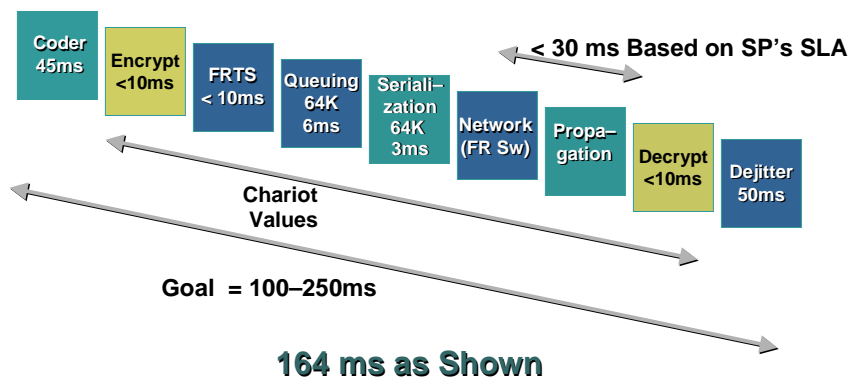 Coder
45ms
Encrypt
<10ms
FRTS
< 10ms
Queuing
64K
6ms
Seriali–
zation
64K
3ms
Network
(FR Sw)
Propa–
gation
Decrypt
<10ms
Dejitter
50ms
< 30 ms Based on SP's SLA
Chariot
Values
Goal = 100–250ms
164 ms as Shown